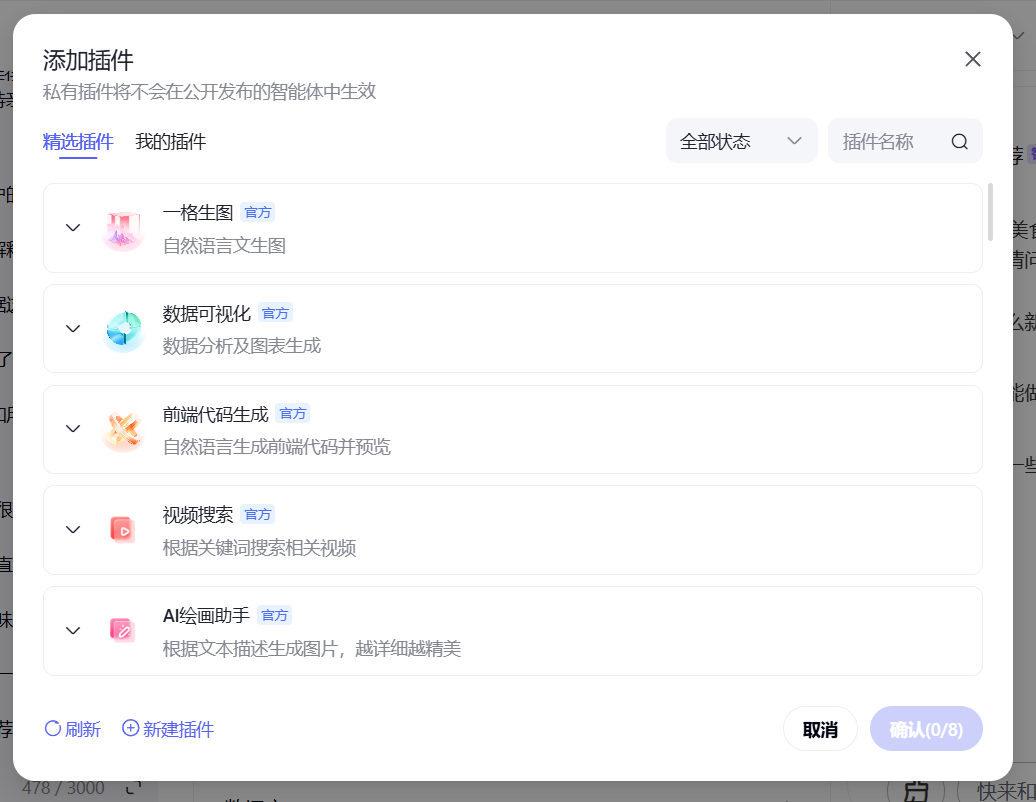 添加插件
私有插件将不会在公开发布的智能体中生效
精选插件 我的插件 全部状态 插件名称
一格生图 官方
自然语言文生图
数据可视化 官方
数据分析及图表生成
前端代码生成 官方
自然语言生成前端代码并预览
视频搜索 官方
根据关键词搜索相关视频
AI绘画助手 官方
根据文本描述生成图片，越详细越精美
刷新 新建插件 取消 确认(0/8)
478 / 3000
快来和